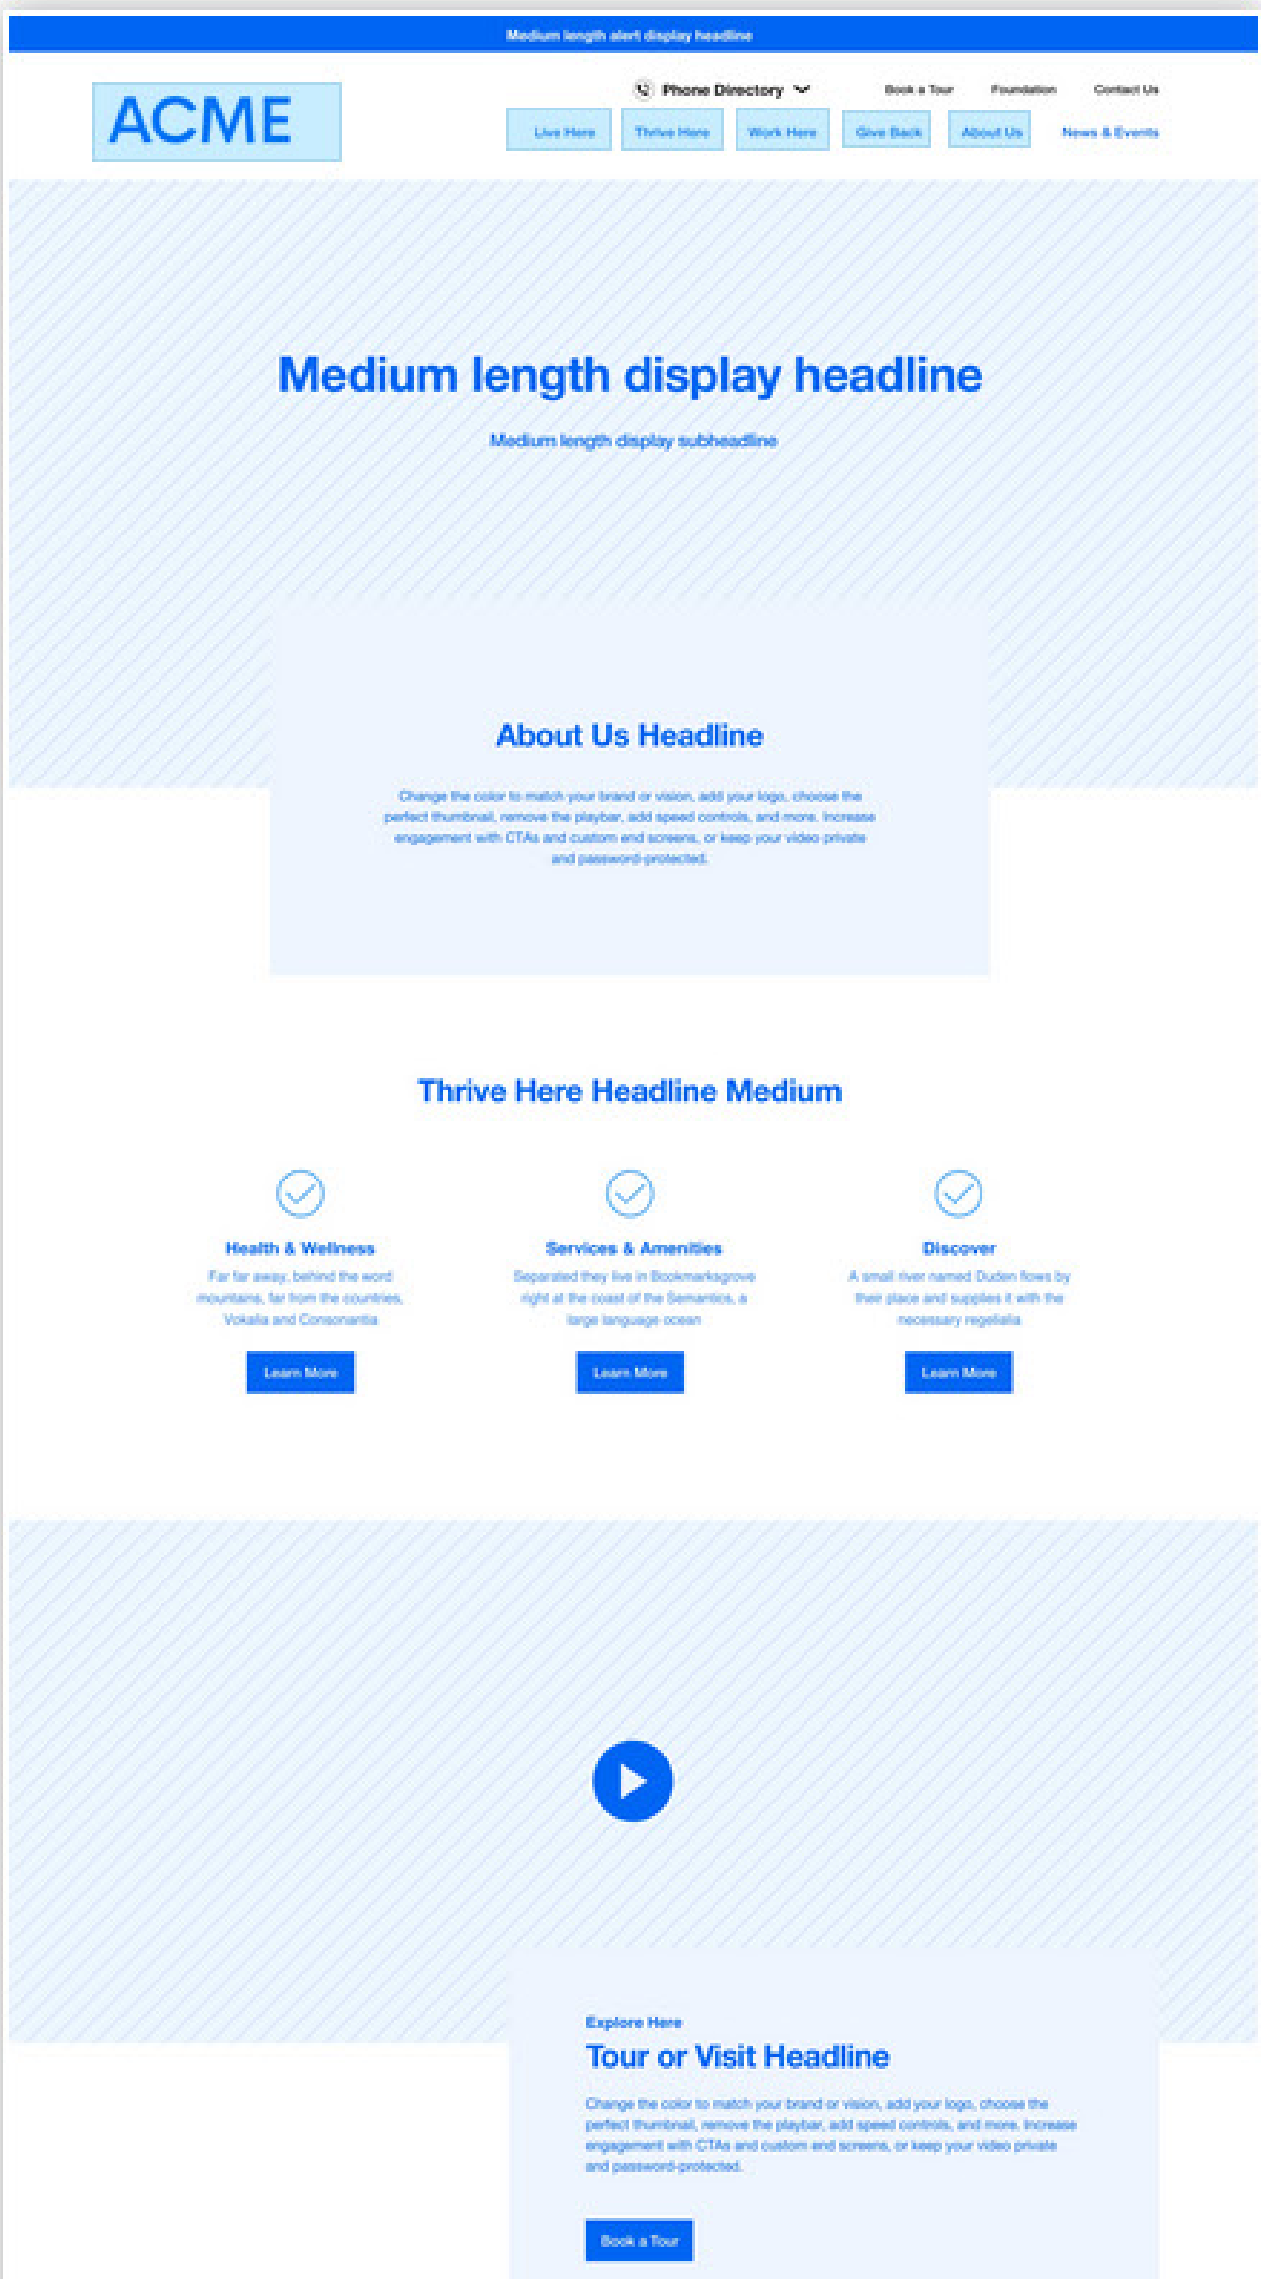 Medium length alert display headline
ACME
Phone Directory
Book a Tour
Foundation
Contact Us
Live Here
Thrive Here
Work Here
Give Back
About Us
News & Events
Medium length display headline
Medium length display subheadline
About Us Headline
Change the color to match your brand or vision, add your logo, choose the
perfect thumbnail, remove the playbar, add speed controls, and more. Increase
engagement with CTAs and custom end screens, or keep your video private
and password-protected.
Thrive Here Headline Medium
Health & Wellness
Far far away, behind the word
mountains, far from the countries,
Vokalia and Consonantia
Learn More
Services & Amenities
Separated they live in Bookmarksgrove
right at the coast of the Semantics, a
large language ocean
Learn More
Discover
A small river named Duden flows by
their place and supplies it with the
necessary regelialia.
Learn More
Explore Here
Tour or Visit Headline
Change the color to match your brand or vision, add your logo, choose the
perfect thumbnail, remove the playbar, add speed controls, and more. Increase
engagement with CTAs and custom end screens, or keep your video private
and password-protected.
Book a Tour